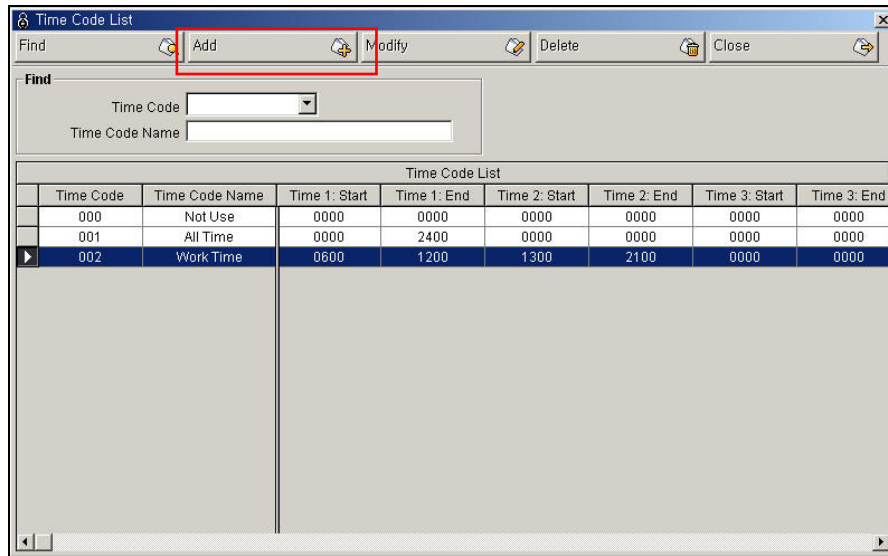 Time Code List
Find Add Modify Delete Close
Find
Time Code
Time Code Name
Time Code List
Time Code Time Code Name Time 1: Start Time 1: End Time 2: Start Time 2: End Time 3: Start Time 3: End
000 Not Use 0000 0000 0000 0000 0000 0000
001 All Time 0000 2400 0000 0000 0000 0000
002 Work Time 0600 1200 1300 2100 0000 0000